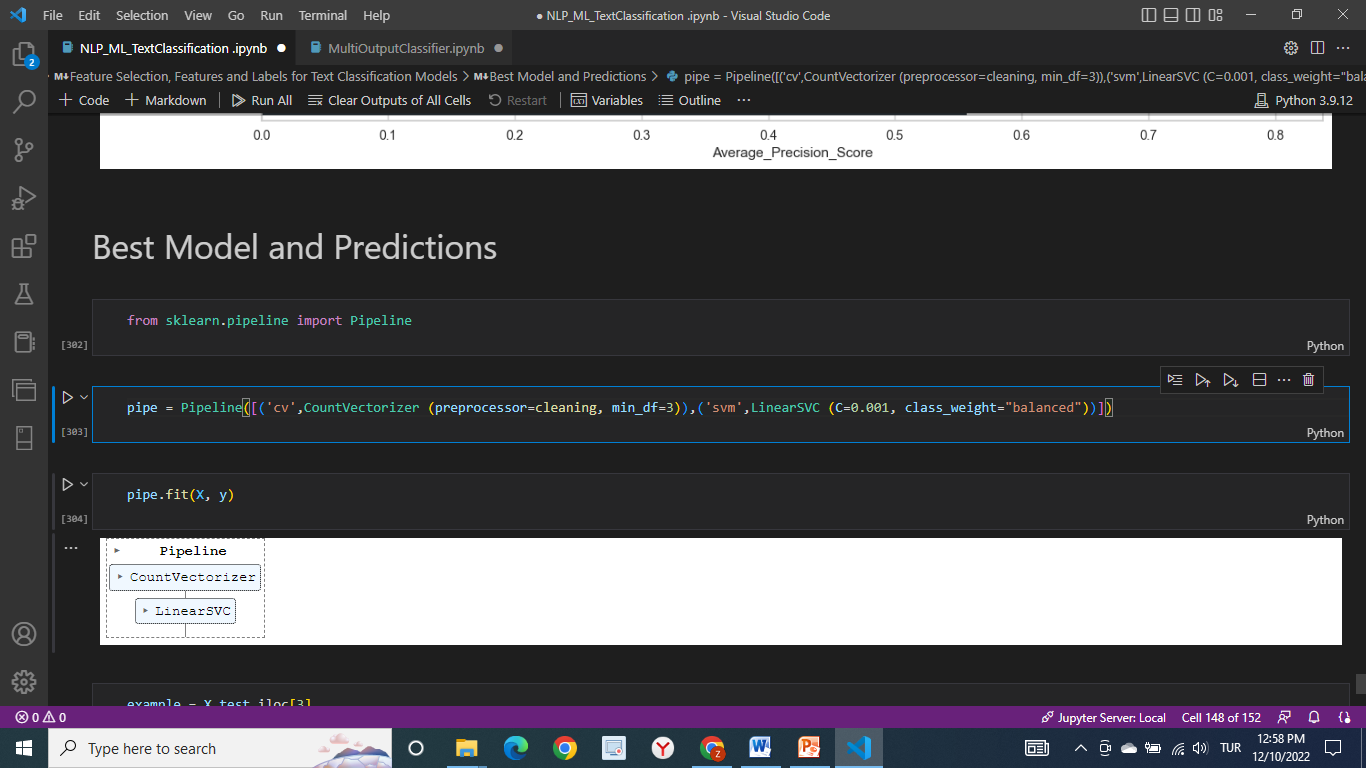 File Edit Selection View Go Run Terminal Help
● NLP_ML_TextClassification .ipynb - Visual Studio Code
NLP_ML_TextClassification .ipynb ●
MultiOutputClassifier.ipynb ●
M↓Feature Selection, Features and Labels for Text Classification Models > M↓Best Model and Predictions > pipe = Pipeline([('cv',CountVectorizer (preprocessor=cleaning, min_df=3)),('svm',LinearSVC (C=0.001, class_weight="bala
+ Code + Markdown Run All Clear Outputs of All Cells Restart Variables Outline ··· Python 3.9.12
2
0.0 0.1 0.2 0.3 0.4 0.5 0.6 0.7 0.8
Average_Precision_Score
Best Model and Predictions
from sklearn.pipeline import Pipeline
[302]
Python
pipe = Pipeline([('cv',CountVectorizer (preprocessor=cleaning, min_df=3)),('svm',LinearSVC (C=0.001, class_weight="balanced"))])
[303]
Python
pipe.fit(X, y)
[304]
Python
Pipeline
CountVectorizer
LinearSVC
example = X_test.iloc[3]
0 0 Jupyter Server: Local Cell 148 of 152
Type here to search
TUR
12:58 PM
12/10/2022